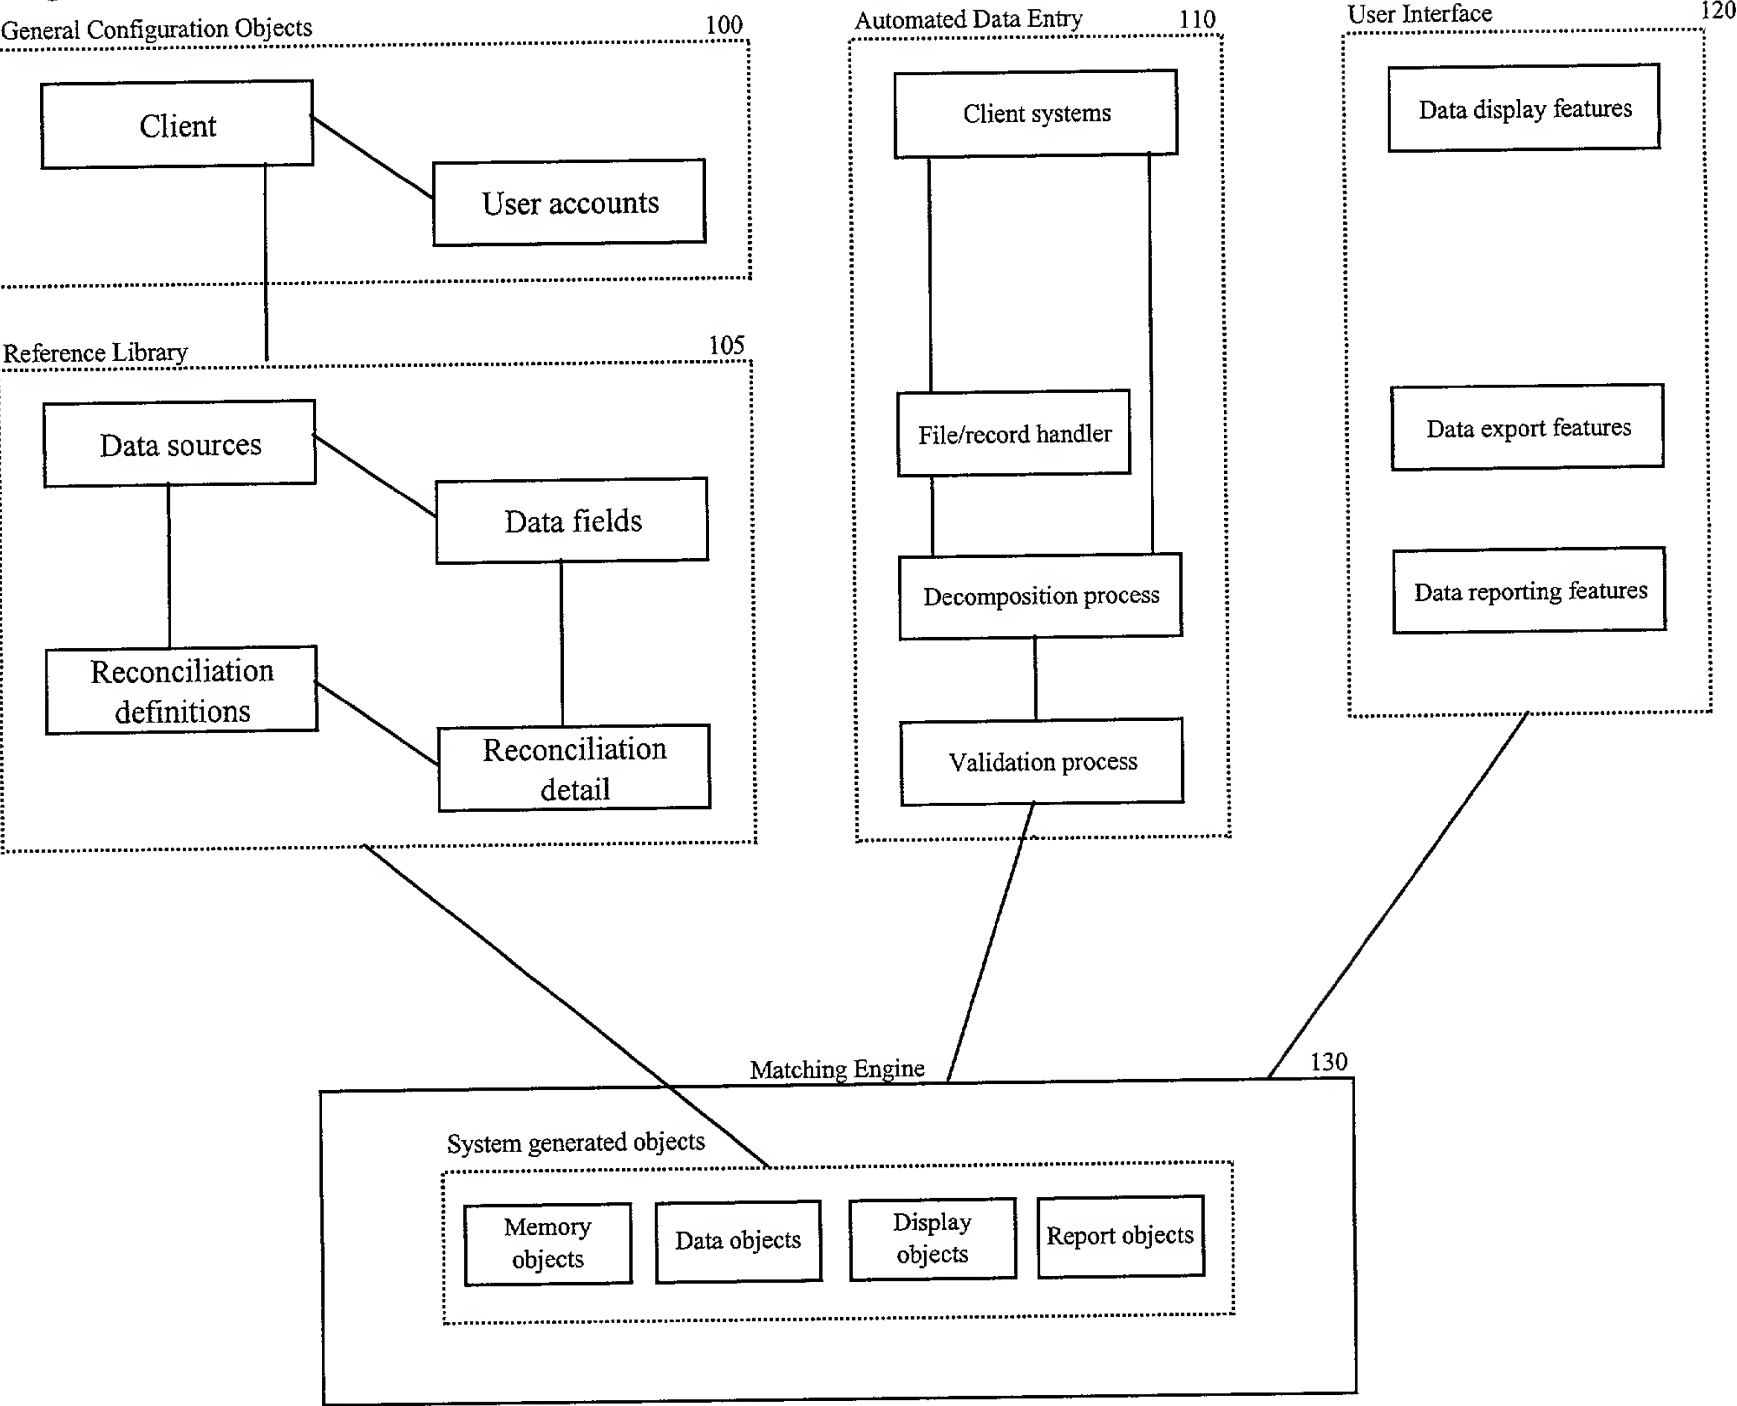 General Configuration Objects
100
Client
User accounts
Reference Library
105
Data sources
Data fields
Reconciliation
definitions
Reconciliation
detail
Automated Data Entry
110
Client systems
File/record handler
Decomposition process
Validation process
User Interface
120
Data display features
Data export features
Data reporting features
Matching Engine
130
System generated objects
Memory
objects
Data objects
Display
objects
Report objects